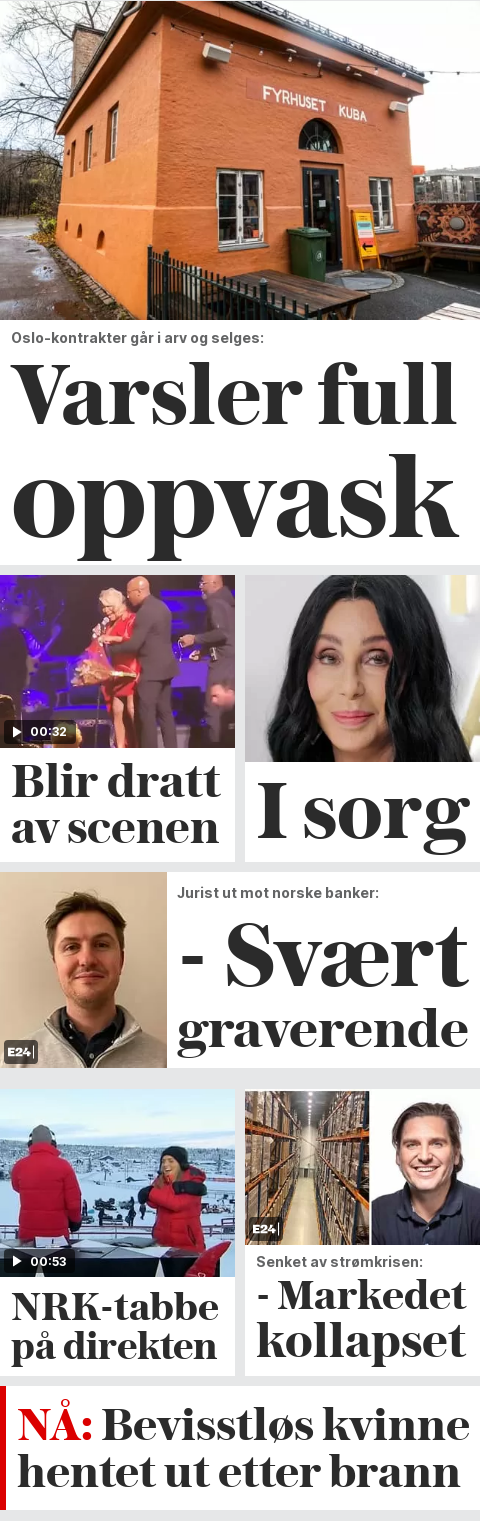 FYRHUSET KUBA
Oslo-kontrakter går i arv og selges:
Varsler full
oppvask
00:32
Blir dratt
av scenen
I sorg
Jurist ut mot norske banker:
- Svært
graverende
E24
00:53
NRK-tabbe
på direkten
E24
Senket av strømkrisen:
- Markedet
kollapset
NÅ: Bevisstløs kvinne
hentet ut etter brann